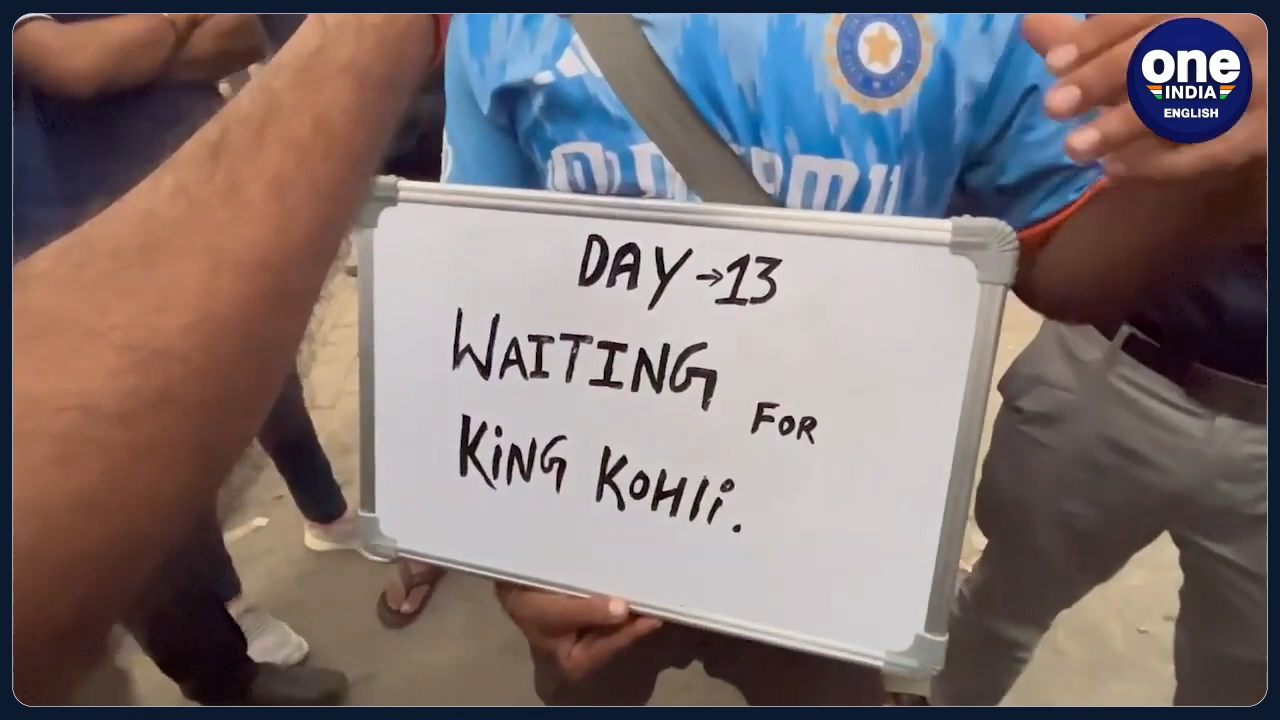 one
INDIA
ENGLISH
DAY→13
WAITING FOR
KiNG KOHLi.